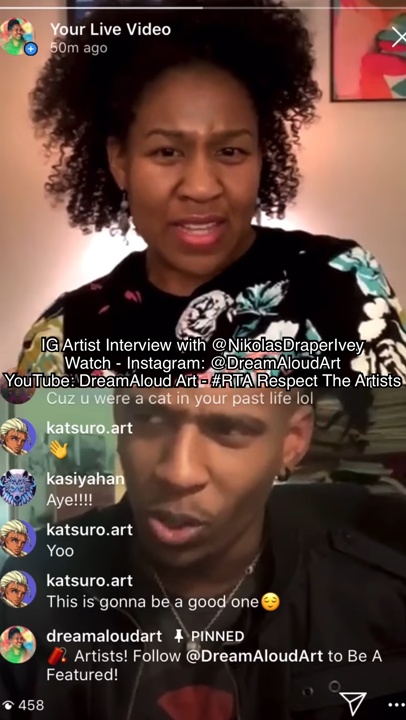 Your Live Video
50m ago
IG Artist Interview with @NikolasDraperIvey
Watch - Instagram: @DreamAloudArt
YouTube: DreamAloud Art - #RTA Respect The Artists
Cuz u were a cat in your past life lol
katsuro.art
👋
kasiyahan
Aye!!!!
katsuro.art
Yoo
katsuro.art
This is gonna be a good one😌
dreamaloudart PINNED
🧨 Artists! Follow @DreamAloudArt to Be A
Featured!
458